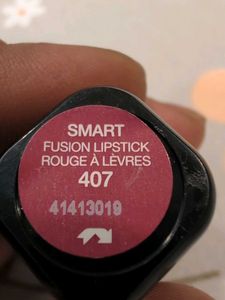 SMART
FUSION LIPSTICK
ROUGE À LÈVRES
407
41413019